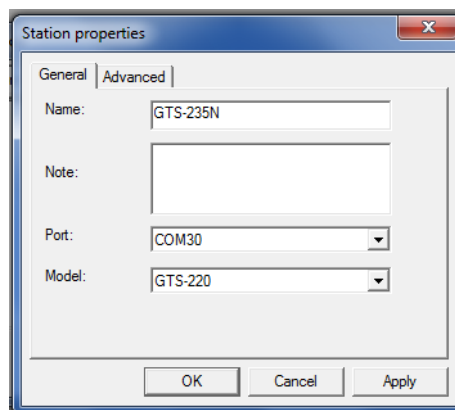 Station properties
General Advanced
Name: GTS-235N
Note:
Port: COM30
Model: GTS-220
OK Cancel Apply